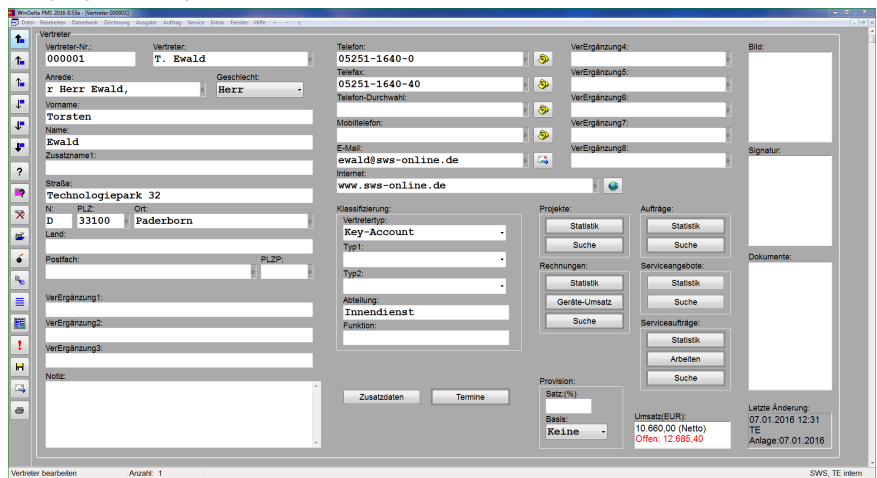 WinDelta PMS 2016 8.53a - [Vertreter 000001]
Datei Bearbeiten Datenbank Zeichnung Ausgabe Auftrag Service Extras Fenster Hilfe
Vertreter
Vertreter-Nr.: Vertreter:
000001 T. Ewald
Anrede: Geschlecht:
r Herr Ewald, Herr
Vorname:
Torsten
Name:
Ewald
Zusatzname1:
Straße:
Technologiepark 32
N: PLZ: Ort:
D 33100 Paderborn
Land:
Postfach: PLZP:
VerErgänzung1:
VerErgänzung2:
VerErgänzung3:
Notiz:
Telefon:
05251-1640-0
Telefax:
05251-1640-40
Telefon-Durchwahl:
Mobiltelefon:
E-Mail:
ewald@sws-online.de
Internet:
www.sws-online.de
Klassifizierung:
Vertretertyp:
Key-Account
Typ1:
Typ2:
Abteilung:
Innendienst
Funktion:
Zusatzdaten Termine
VerErgänzung4:
VerErgänzung5:
VerErgänzung6:
VerErgänzung7:
VerErgänzung8:
Projekte:
Statistik
Suche
Rechnungen:
Statistik
Geräte-Umsatz
Suche
Aufträge:
Statistik
Suche
Serviceangebote:
Statistik
Suche
Serviceaufträge:
Statistik
Arbeiten
Suche
Provision:
Satz:(%)
Basis:
Keine
Umsatz(EUR):
10.660,00 (Netto)
Offen: 12.685,40
Bild:
Signatur:
Dokumente:
Letzte Änderung:
07.01.2016 12:31
TE
Anlage:07.01.2016
Vertreter bearbeiten Anzahl: 1 SWS, TE intern